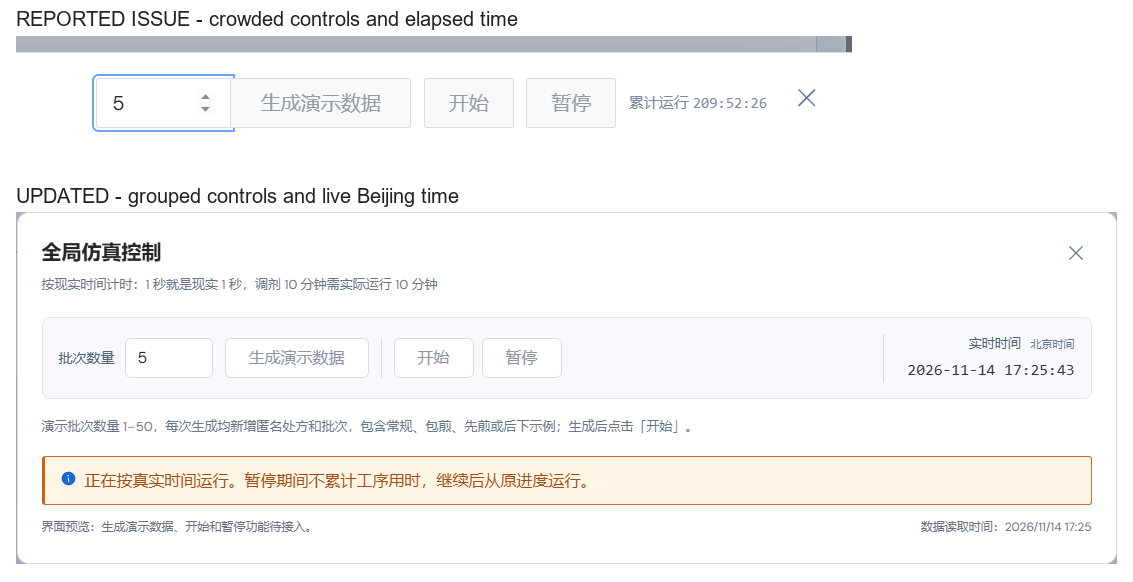 REPORTED ISSUE - crowded controls and elapsed time
5 生成演示数据 开始 暂停 累计运行 209:52:26
UPDATED - grouped controls and live Beijing time
全局仿真控制
按现实时间计时：1 秒就是现实 1 秒，调剂 10 分钟需实际运行 10 分钟
批次数量 5 生成演示数据 开始 暂停
实时时间 北京时间
2026-11-14 17:25:43
演示批次数量 1–50，每次生成均新增匿名处方和批次，包含常规、包煎、先煎或后下示例；生成后点击「开始」。
正在按真实时间运行。暂停期间不累计工序用时，继续后从原进度运行。
界面预览：生成演示数据、开始和暂停功能待接入。
数据读取时间：2026/11/14 17:25